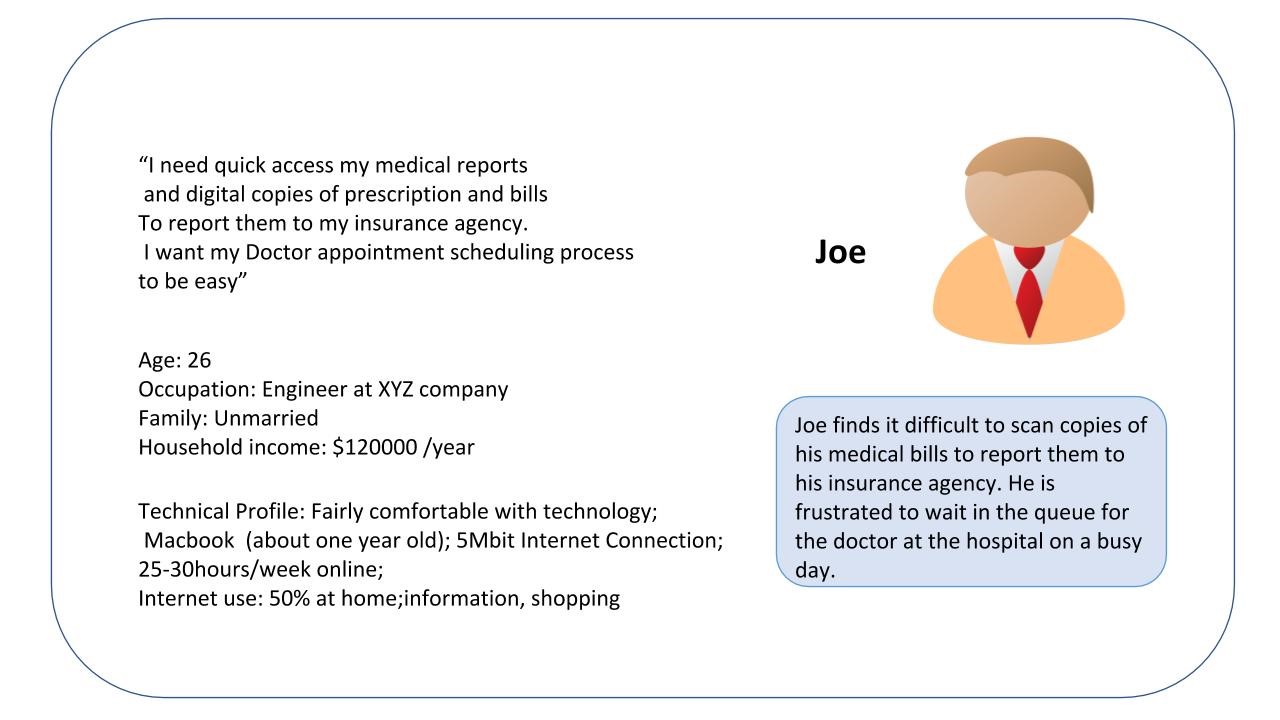 “I need quick access my medical reports
and digital copies of prescription and bills
To report them to my insurance agency.
I want my Doctor appointment scheduling process
to be easy”
Joe
Age: 26
Occupation: Engineer at XYZ company
Family: Unmarried
Household income: $120000 /year
Technical Profile: Fairly comfortable with technology;
Macbook  (about one year old); 5Mbit Internet Connection;
25-30hours/week online;
Internet use: 50% at home;information, shopping
Joe finds it difficult to scan copies of
his medical bills to report them to
his insurance agency. He is
frustrated to wait in the queue for
the doctor at the hospital on a busy
day.